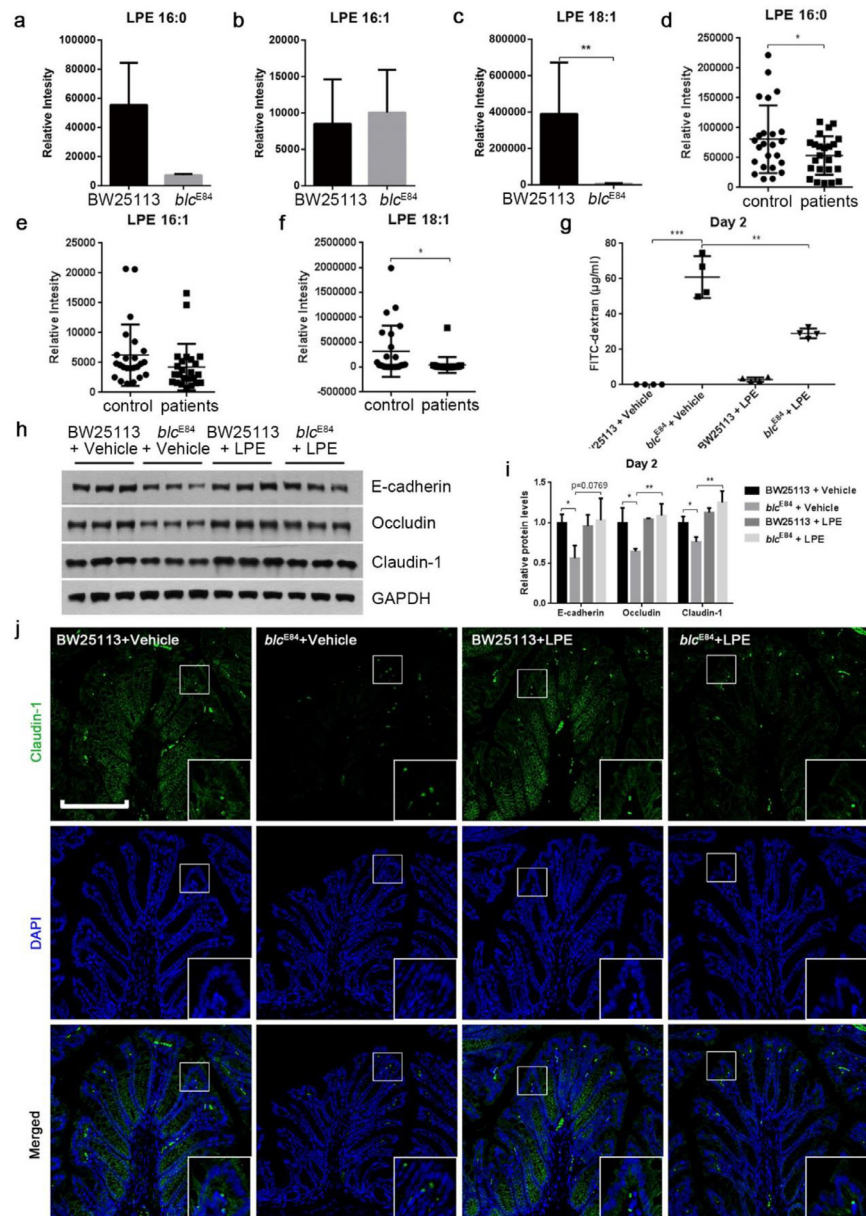 a
LPE 16:0
Relative Intesity
100000
80000
60000
40000
20000
0
BW25113
blcE84
b
LPE 16:1
Relative Intesity
20000
15000
10000
5000
0
BW25113
blcE84
c
LPE 18:1
**
Relative Intesity
800000
600000
400000
200000
0
BW25113
blcE84
d
LPE 16:0
*
Relative Intesity
250000
200000
150000
100000
50000
0
control
patients
e
LPE 16:1
Relative Intesity
25000
20000
15000
10000
5000
0
control
patients
f
LPE 18:1
*
Relative Intesity
2500000
2000000
1500000
1000000
500000
0
-500000
control
patients
g
Day 2
***
**
FITC-dextran (µg/ml)
80
60
40
20
0
W25113 + Vehicle
blcE84 + Vehicle
BW25113 + LPE
blcE84 + LPE
h
BW25113 + Vehicle
blcE84 + Vehicle
BW25113 + LPE
blcE84 + LPE
E-cadherin
Occludin
Claudin-1
GAPDH
i
Day 2
Relative protein levels
1.5
1.0
0.5
0.0
*
p=0.0769
*
**
*
**
E-cadherin
Occludin
Claudin-1
BW25113 + Vehicle
blcE84 + Vehicle
BW25113 + LPE
blcE84 + LPE
j
BW25113+Vehicle
blcE84+Vehicle
BW25113+LPE
blcE84+LPE
Claudin-1
DAPI
Merged